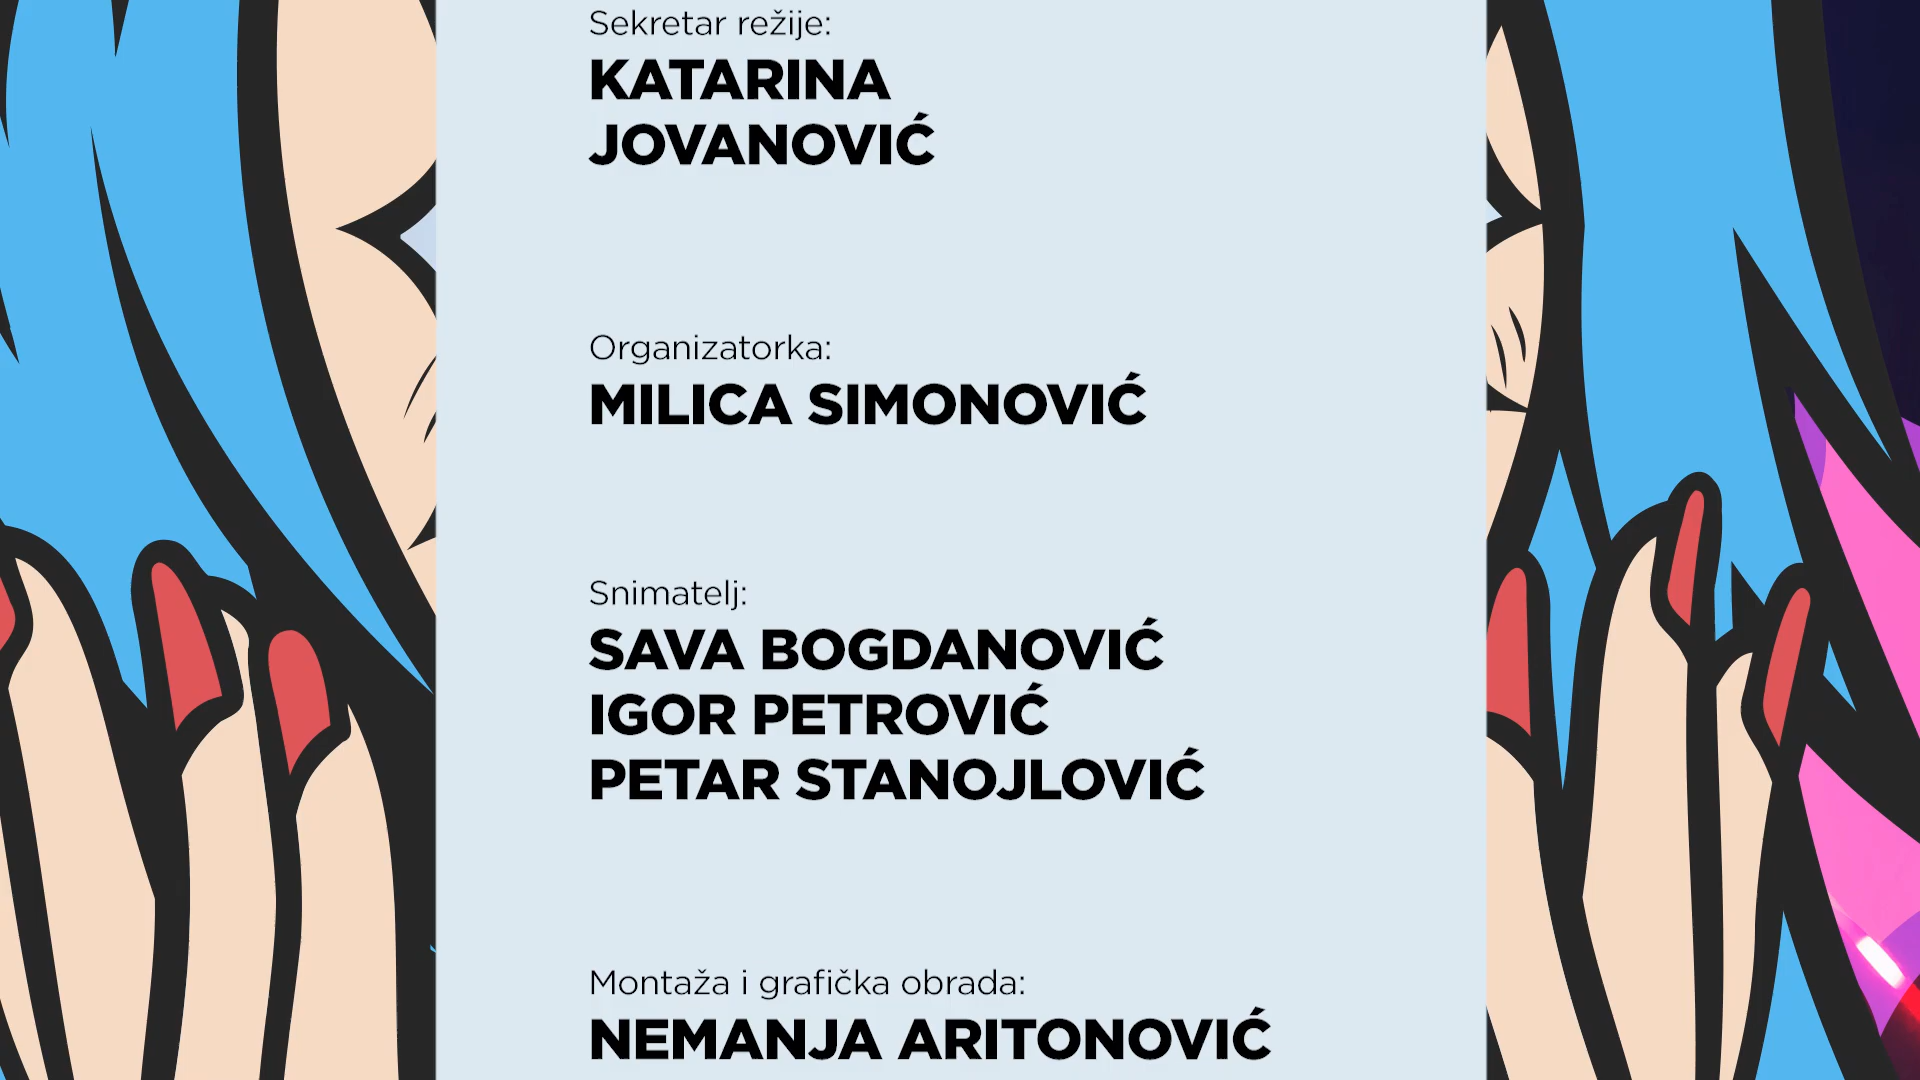 Sekretar režije:
KATARINA
JOVANOVIĆ
Organizatorka:
MILICA SIMONOVIĆ
Snimatelj:
SAVA BOGDANOVIĆ
IGOR PETROVIĆ
PETAR STANOJLOVIĆ
Montaža i grafička obrada:
NEMANJA ARITONOVIĆ